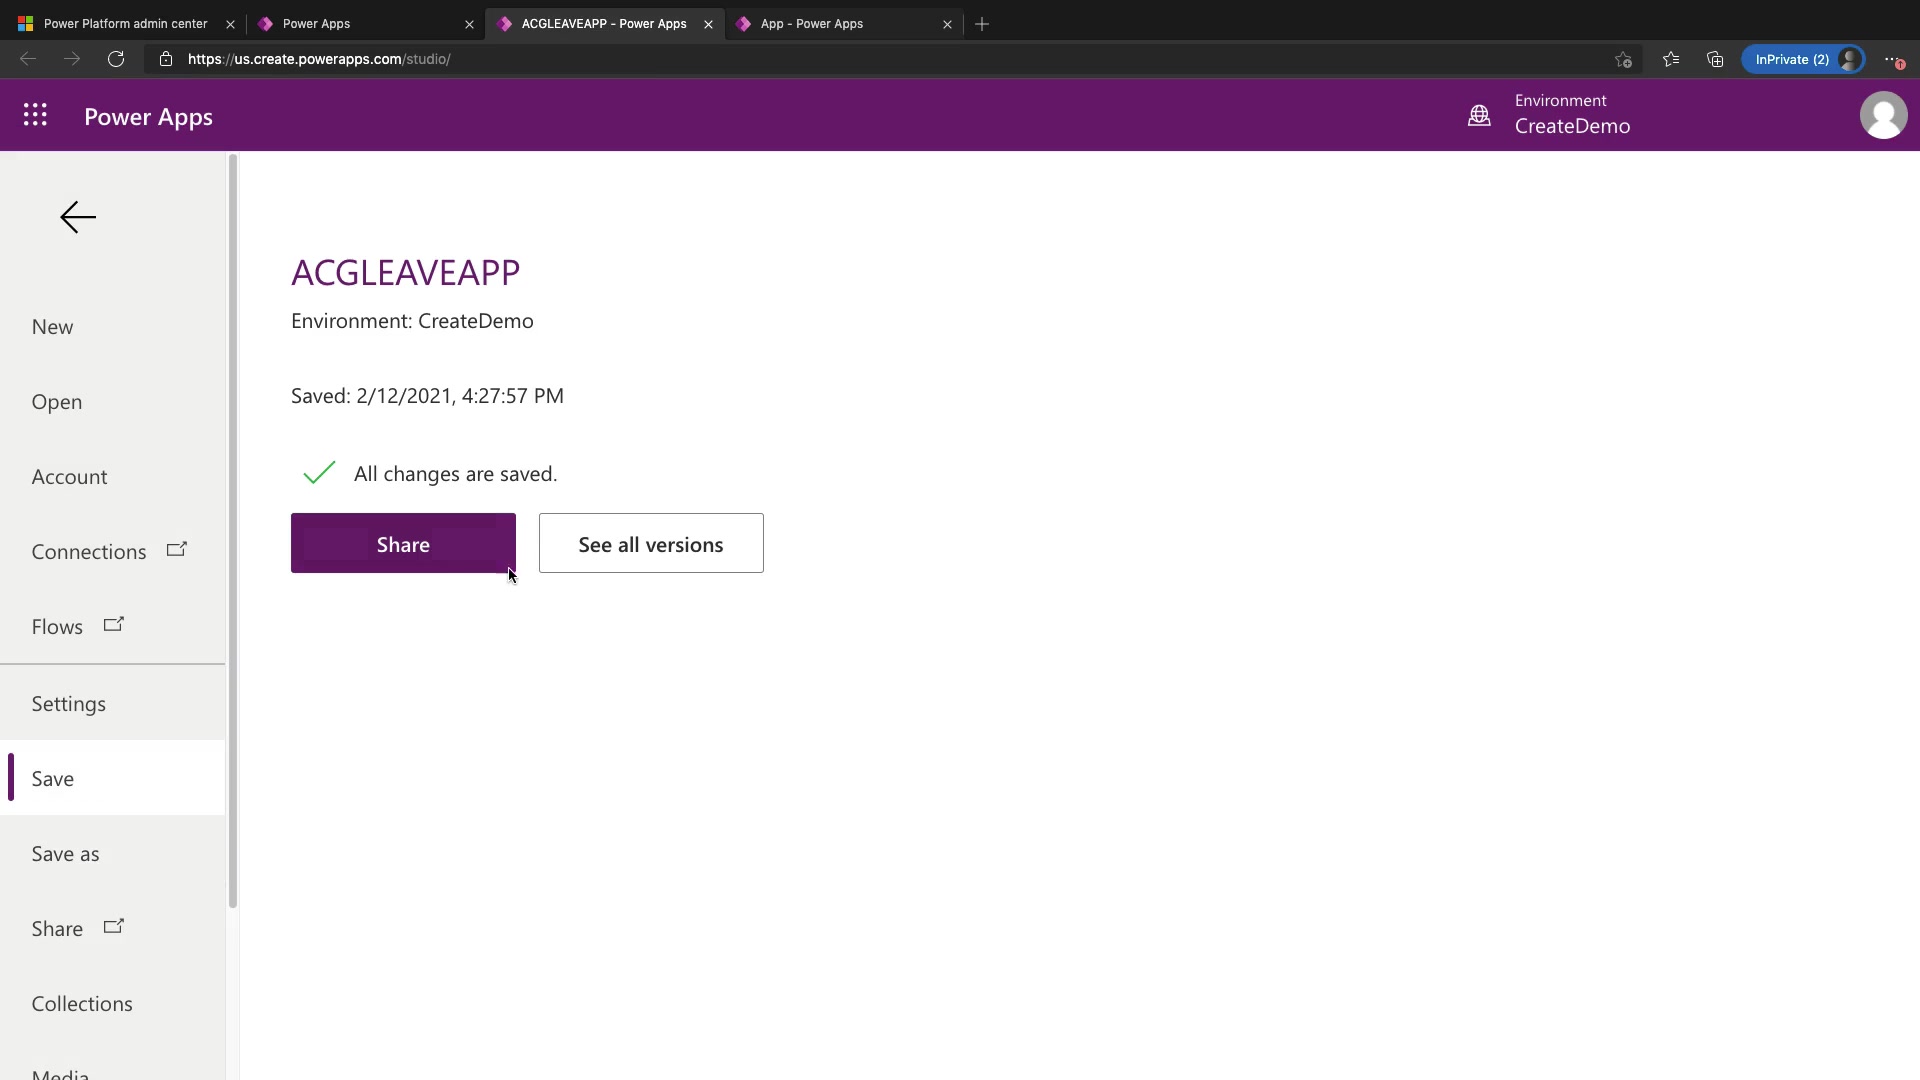 Power Platform admin center
Power Apps
ACGLEAVEAPP - Power Apps
App - Power Apps
https://us.create.powerapps.com/studio/
InPrivate (2)
Power Apps
Environment
CreateDemo
New
Open
Account
Connections
Flows
Settings
Save
Save as
Share
Collections
Media
ACGLEAVEAPP
Environment: CreateDemo
Saved: 2/12/2021, 4:27:57 PM
All changes are saved.
Share
See all versions